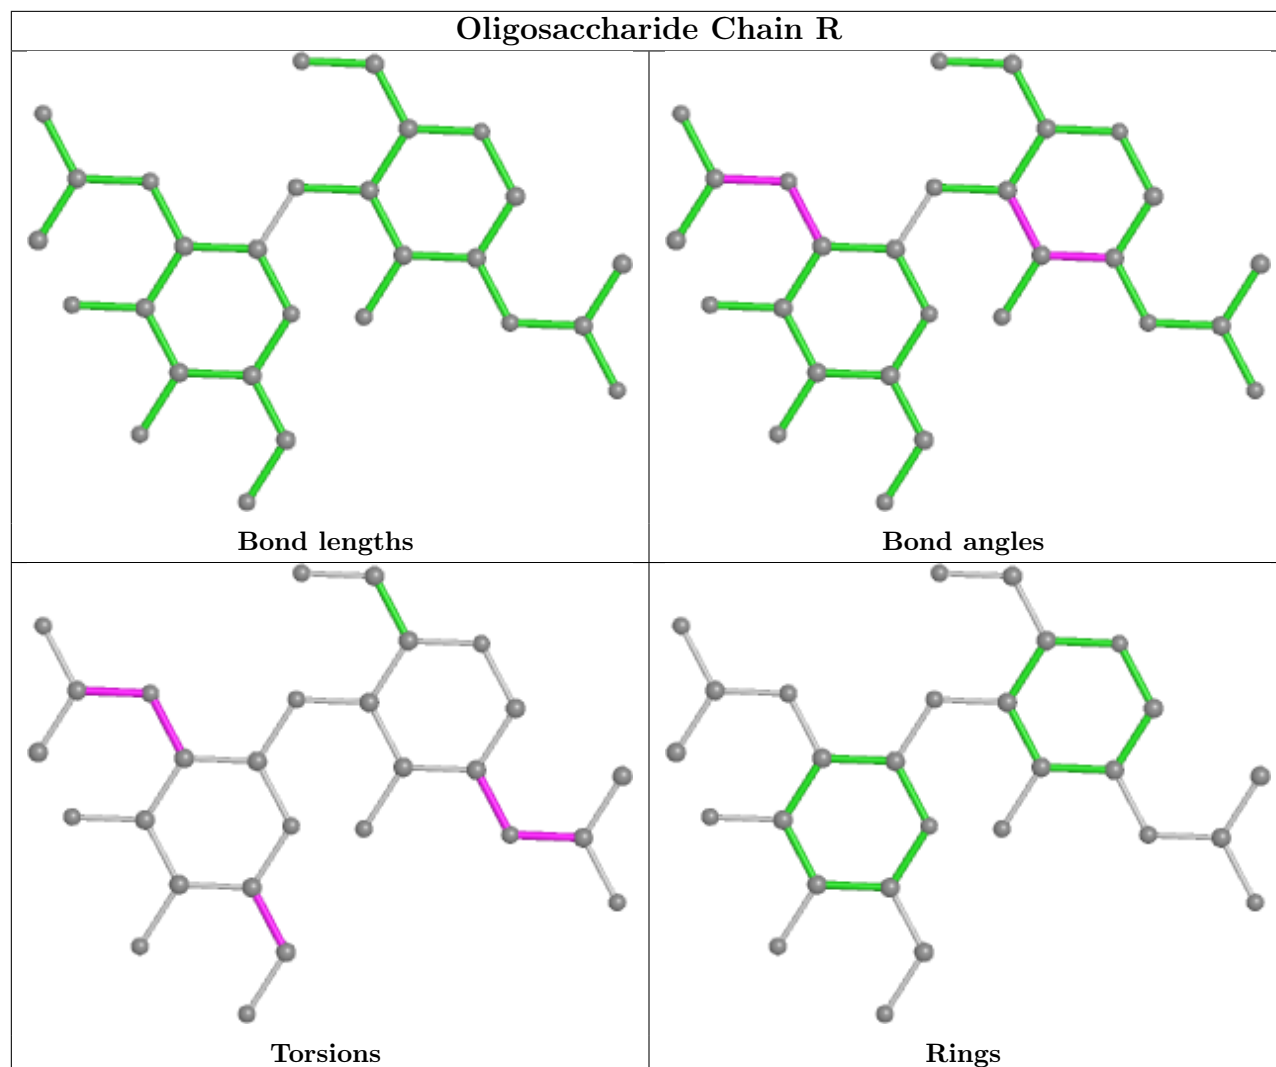 Oligosaccharide Chain R
Bond lengths
Bond angles
Torsions
Rings